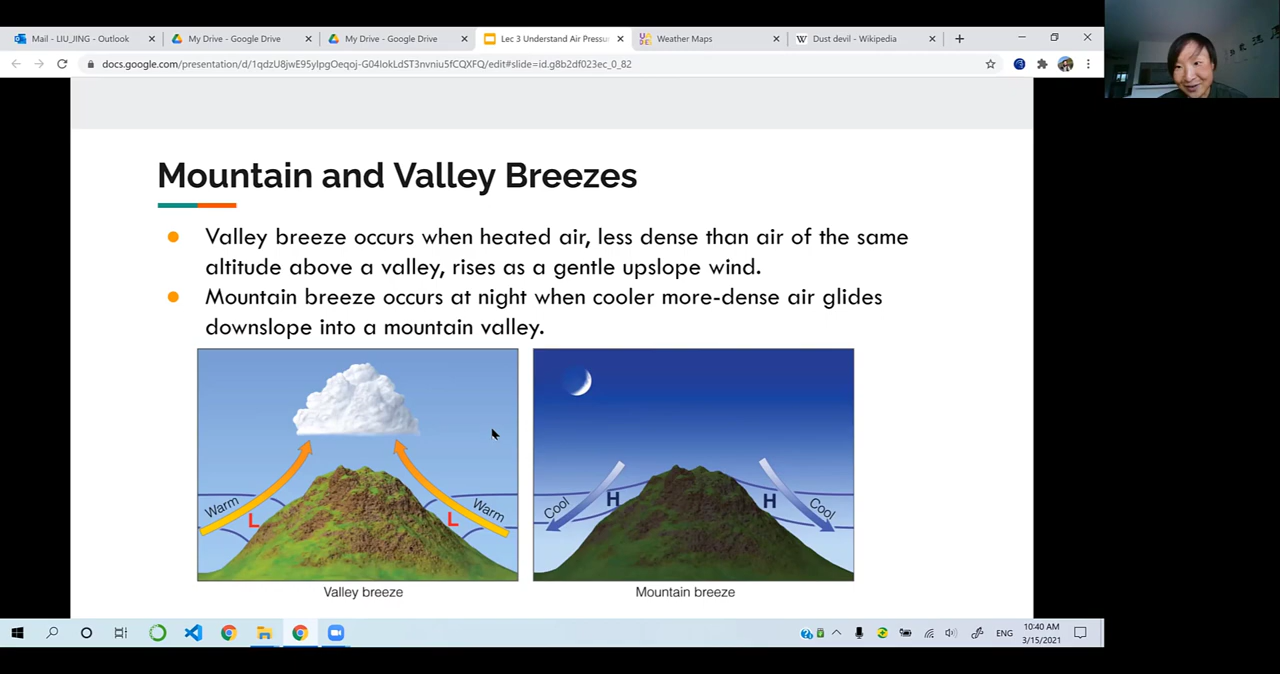 Mail - LIU_JING - Outlook
My Drive - Google Drive
My Drive - Google Drive
Lec 3 Understand Air Pressu
Weather Maps
Dust devil - Wikipedia
docs.google.com/presentation/d/1qdzU8jwE95ylpgOeqoj-G04lokLdST3nvniu5fCQXFQ/edit#slide=id.g8b2df023ec_0_82
Mountain and Valley Breezes
Valley breeze occurs when heated air, less dense than air of the same
altitude above a valley, rises as a gentle upslope wind.
Mountain breeze occurs at night when cooler more-dense air glides
downslope into a mountain valley.
Warm L L Warm
Cool H H Cool
Valley breeze
Mountain breeze
ENG
10:40 AM
3/15/2021